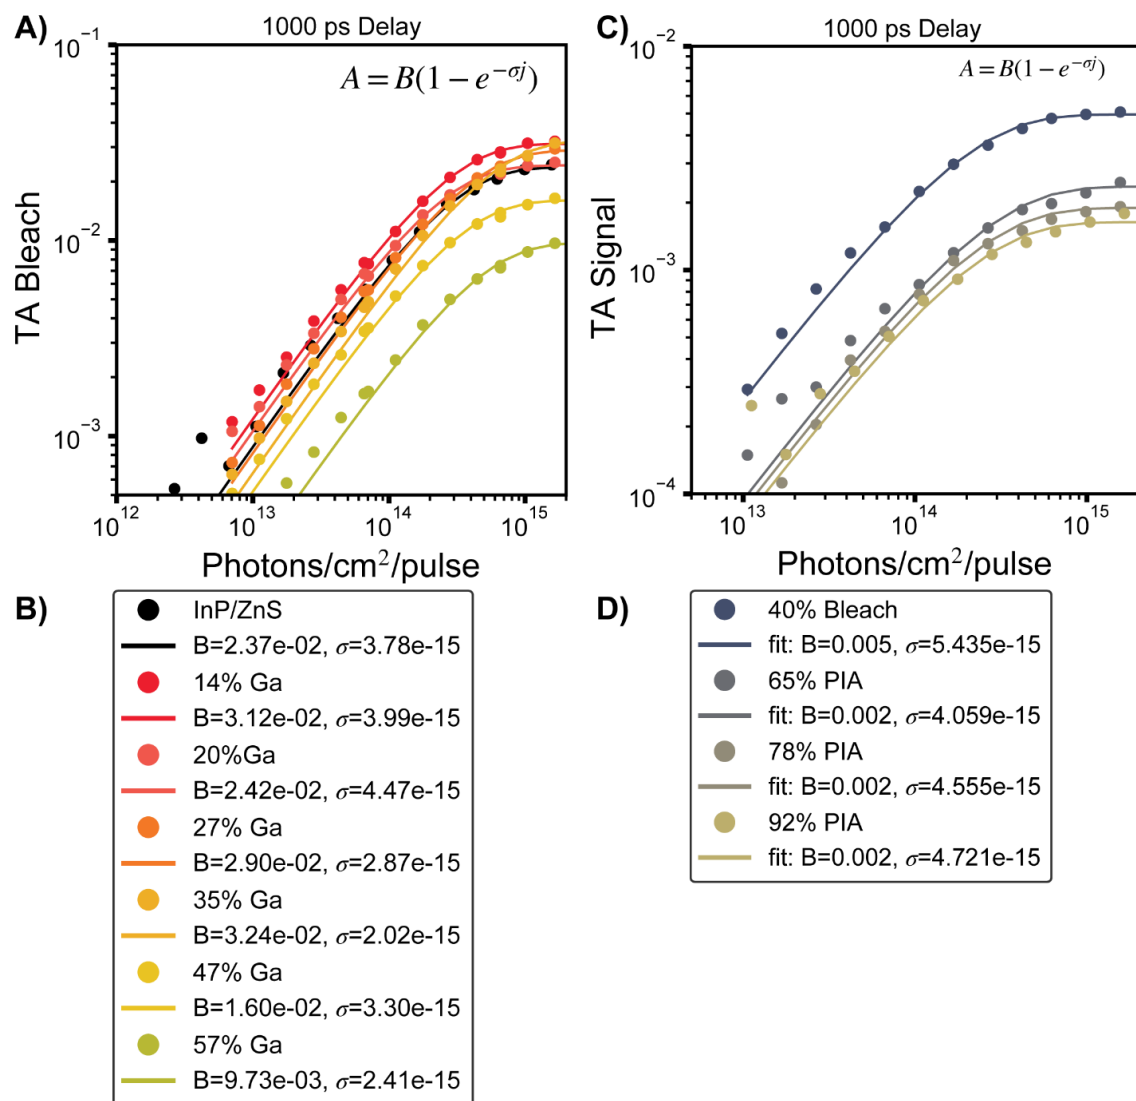 A)
1000 ps Delay
A = B(1 − e^{−σj})
10^{-1}
10^{-2}
10^{-3}
TA Bleach
10^{12}
10^{13}
10^{14}
10^{15}
Photons/cm²/pulse
C)
1000 ps Delay
A = B(1 − e^{−σj})
10^{-2}
10^{-3}
10^{-4}
TA Signal
10^{13}
10^{14}
10^{15}
Photons/cm²/pulse
B)
InP/ZnS
B=2.37e-02, σ=3.78e-15
14% Ga
B=3.12e-02, σ=3.99e-15
20%Ga
B=2.42e-02, σ=4.47e-15
27% Ga
B=2.90e-02, σ=2.87e-15
35% Ga
B=3.24e-02, σ=2.02e-15
47% Ga
B=1.60e-02, σ=3.30e-15
57% Ga
B=9.73e-03, σ=2.41e-15
D)
40% Bleach
fit: B=0.005, σ=5.435e-15
65% PIA
fit: B=0.002, σ=4.059e-15
78% PIA
fit: B=0.002, σ=4.555e-15
92% PIA
fit: B=0.002, σ=4.721e-15